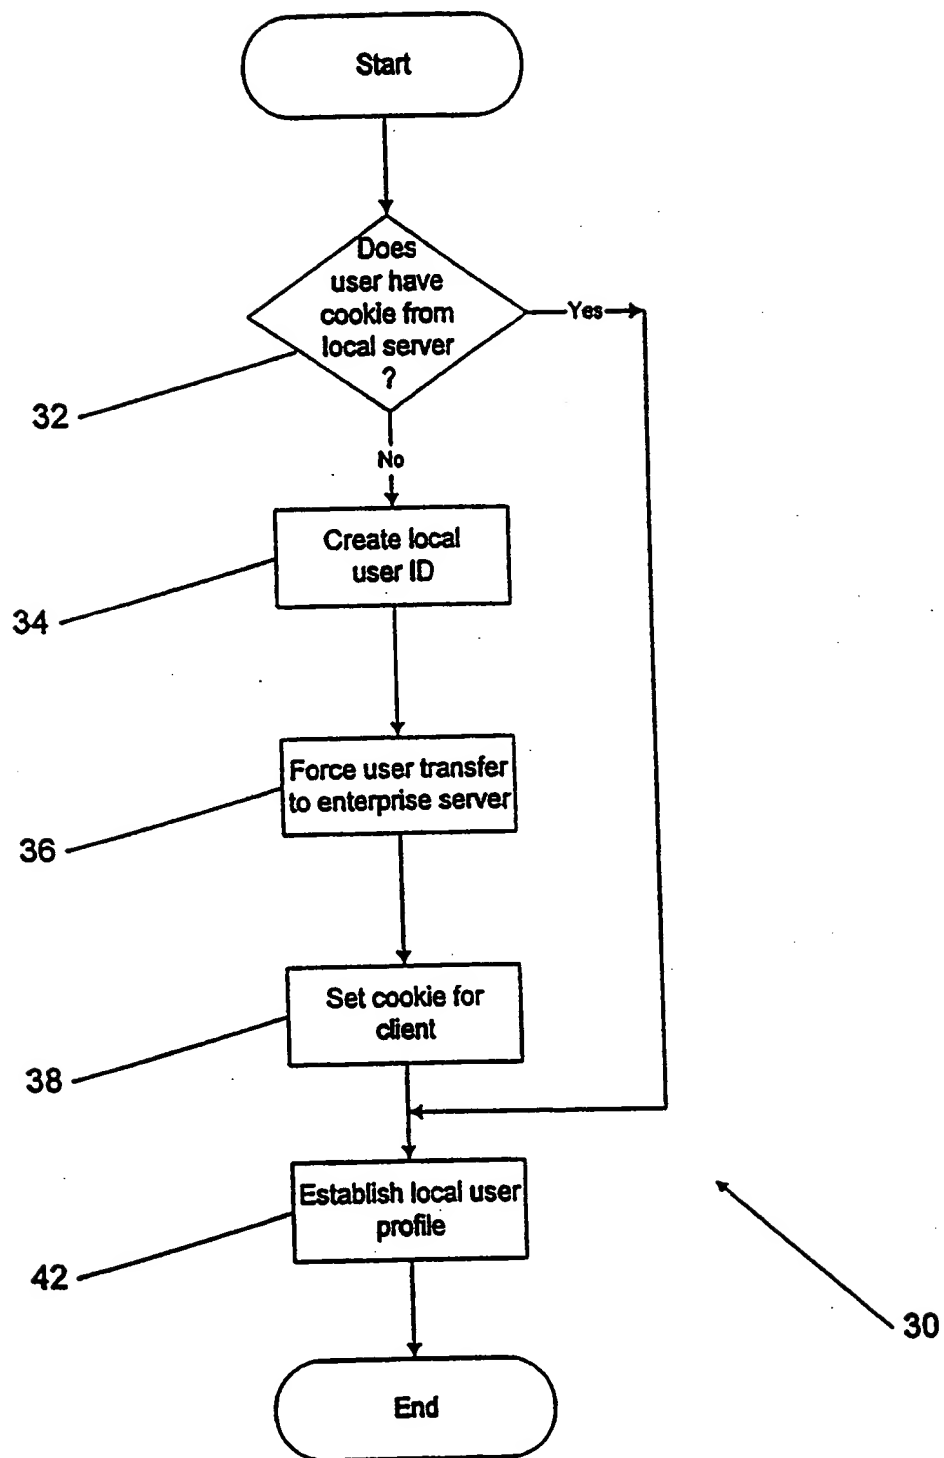 Start
Does
user have
cookie from
local server
?
Yes
32
No
Create local
user ID
34
Force user transfer
to enterprise server
36
Set cookie for
client
38
Establish local user
profile
42
30
End